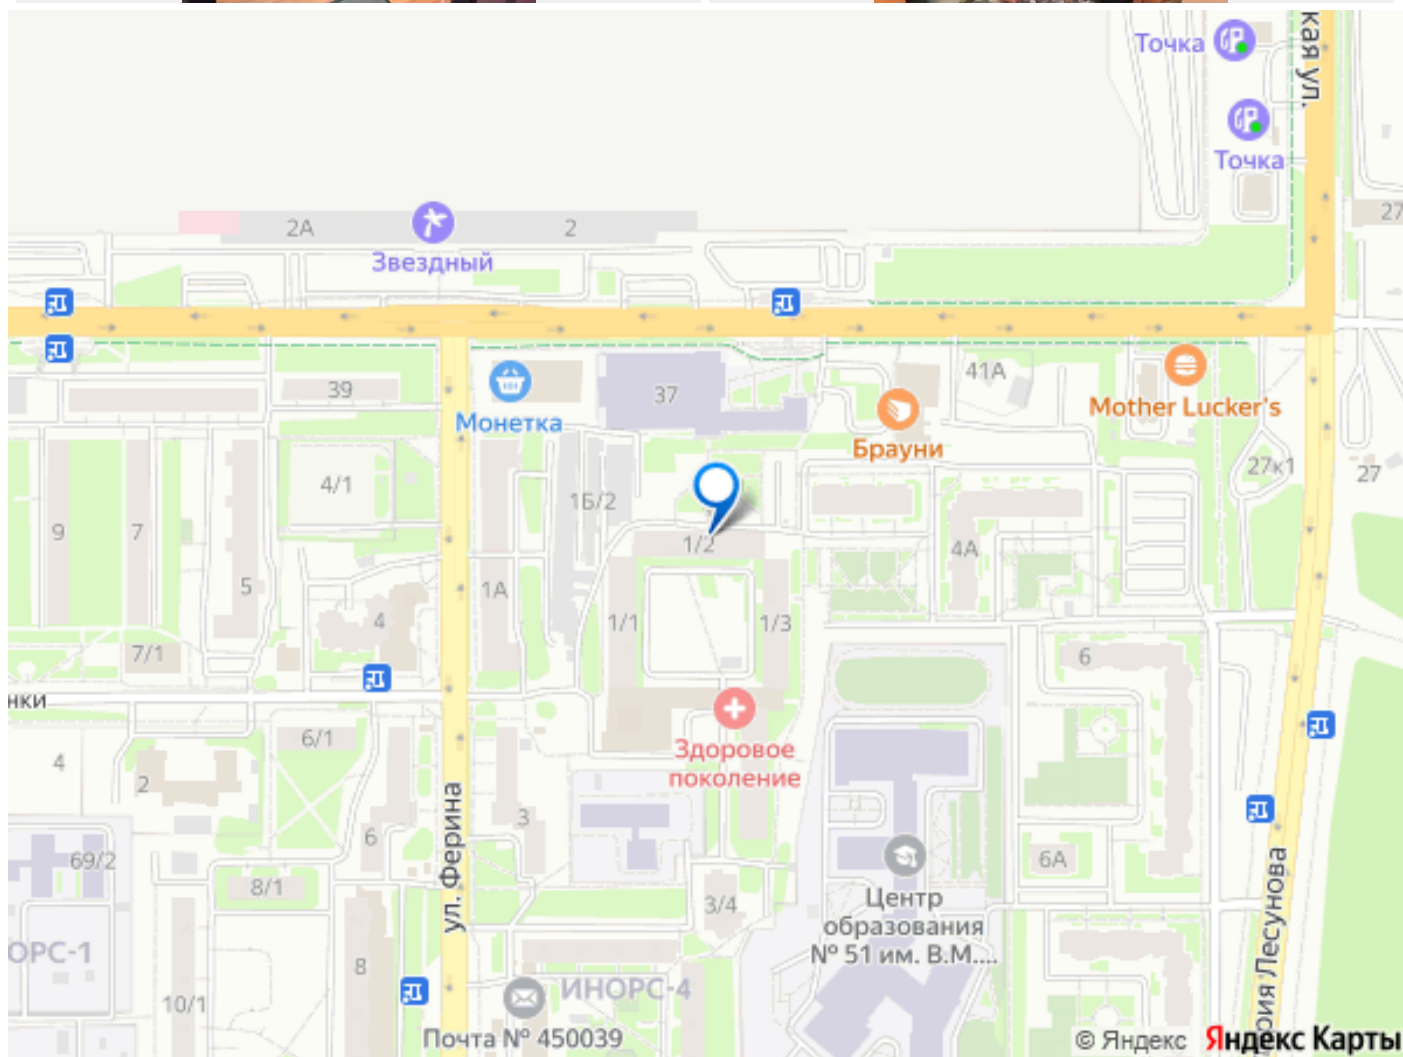 кая ул.
Точка
Точка
27
2А
2
Звездный
39
37
41А
Монетка
Mother Lucker's
Брауни
4/1
1Б/2
27к1
27
9
7
1/2
4А
5
1А
4
1/1
1/3
7/1
6
нки
6/1
Здоровое
поколение
4
2
ул. Ферина
3
6
69/2
6А
8/1
Центр
образования
№ 51 им. В.М....
3/4
ОРС-1
8
ИНОРС-4
10/1
рия Лесунова
Почта № 450039
© Яндекс Яндекс Карты